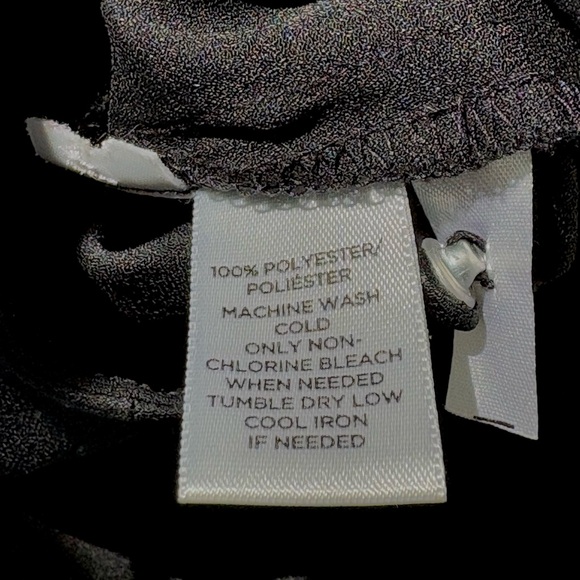 100% POLYESTER/
POLIÉSTER
MACHINE WASH
COLD
ONLY NON-
CHLORINE BLEACH
WHEN NEEDED
TUMBLE DRY LOW
COOL IRON
IF NEEDED